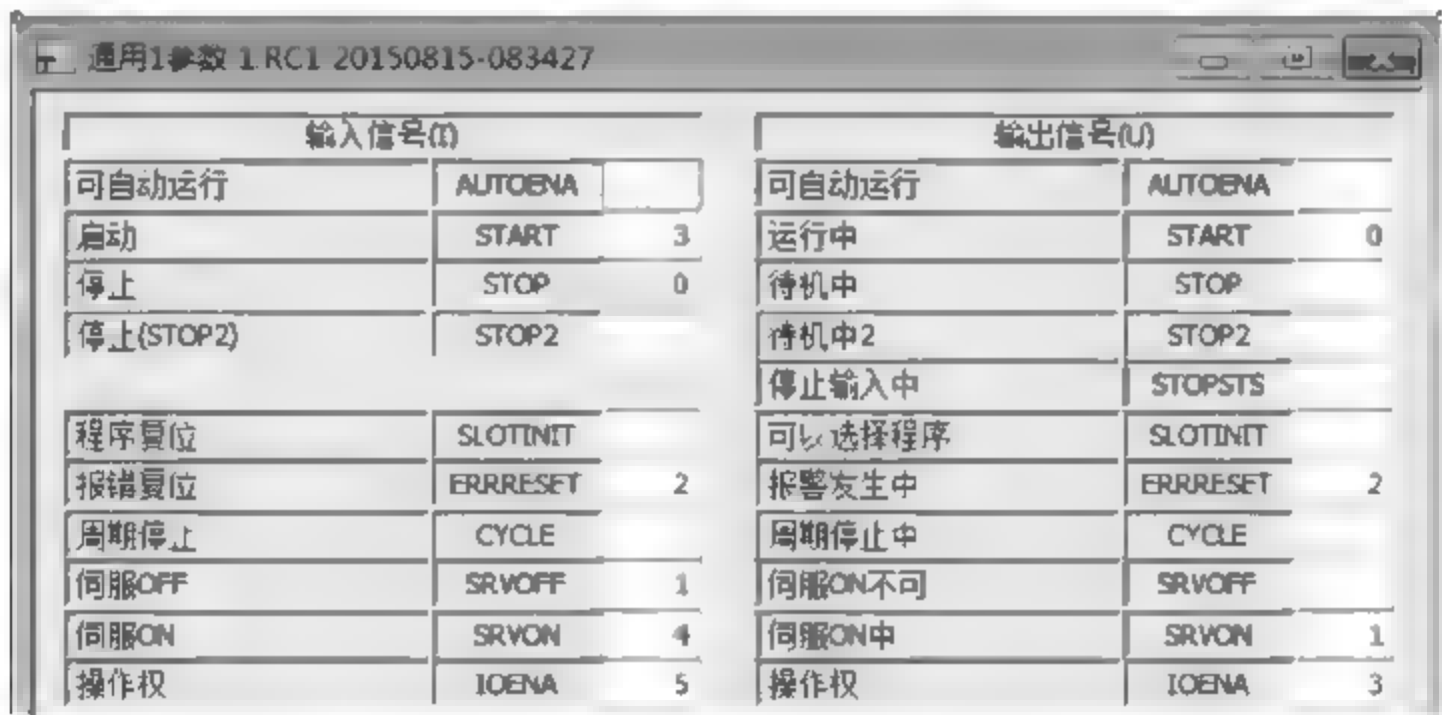 通用1参数 1:RC1 20150815-083427
输入信号(I) 输出信号(U)
可自动运行 AUTOENA 可自动运行 AUTOENA
启动 START 3 运行中 START 0
停止 STOP 0 待机中 STOP
停止(STOP2) STOP2 待机中2 STOP2
停止输入中 STOPSTS
程序复位 SLOTINIT 可以选择程序 SLOTINIT
报错复位 ERRRESET 2 报警发生中 ERRRESET 2
周期停止 CYCLE 周期停止中 CYCLE
伺服OFF SRVOFF 1 伺服ON不可 SRVOFF
伺服ON SRVON 4 伺服ON中 SRVON 1
操作权 IOENA 5 操作权 IOENA 3